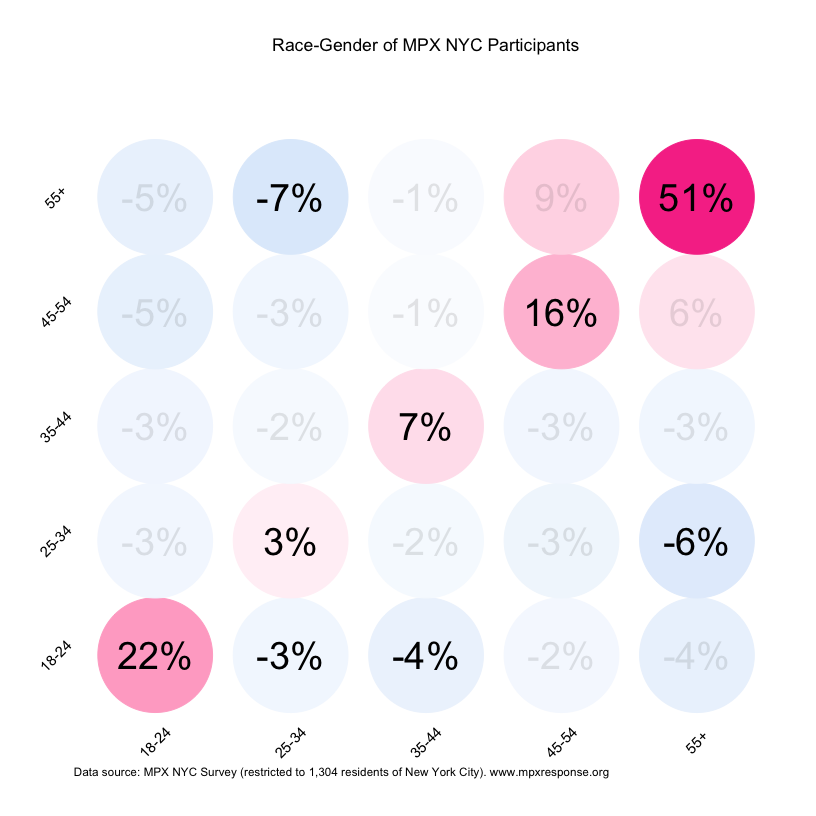 Race-Gender of MPX NYC Participants
55+ -5% -7% -1% 9% 51%
45-54 -5% -3% -1% 16% 6%
35-44 -3% -2% 7% -3% -3%
25-34 -3% 3% -2% -3% -6%
18-24 22% -3% -4% -2% -4%
18-24 25-34 35-44 45-54 55+
Data source: MPX NYC Survey (restricted to 1,304 residents of New York City). www.mpxresponse.org